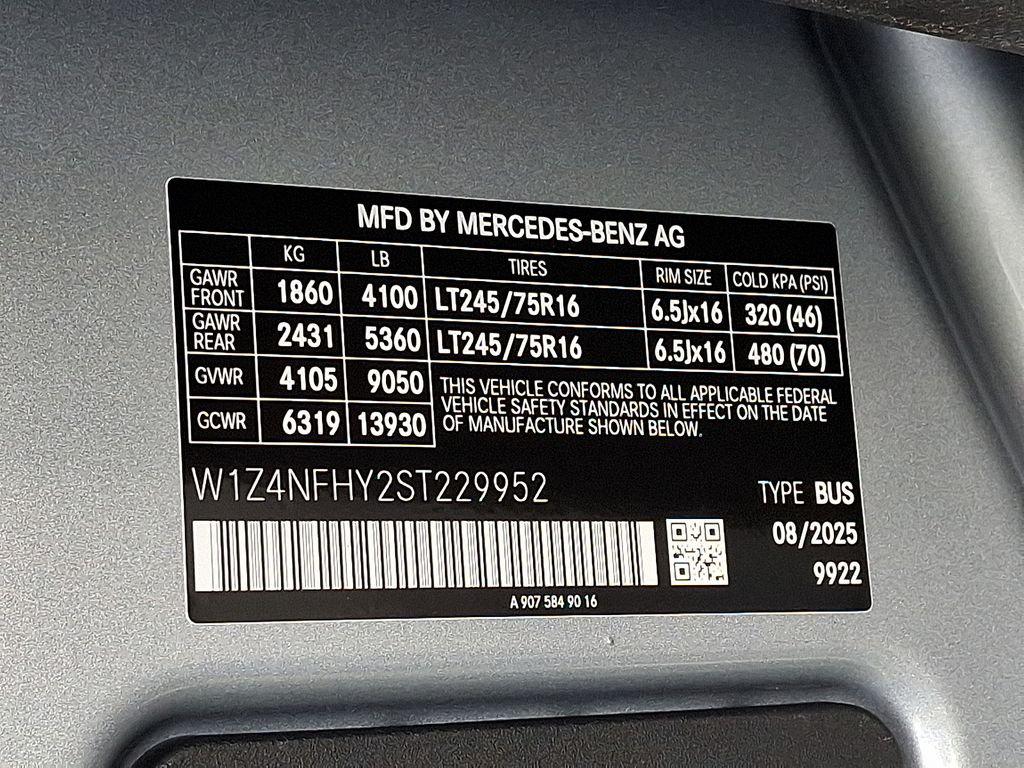 MFD BY MERCEDES-BENZ AG
KG LB TIRES RIM SIZE COLD KPA (PSI)
GAWR FRONT 1860 4100 LT245/75R16 6.5Jx16 320 (46)
GAWR REAR 2431 5360 LT245/75R16 6.5Jx16 480 (70)
GVWR 4105 9050
GCWR 6319 13930
THIS VEHICLE CONFORMS TO ALL APPLICABLE FEDERAL
VEHICLE SAFETY STANDARDS IN EFFECT ON THE DATE
OF MANUFACTURE SHOWN BELOW.
W1Z4NFHY2ST229952
TYPE BUS
08/2025
9922
A 907 584 90 16